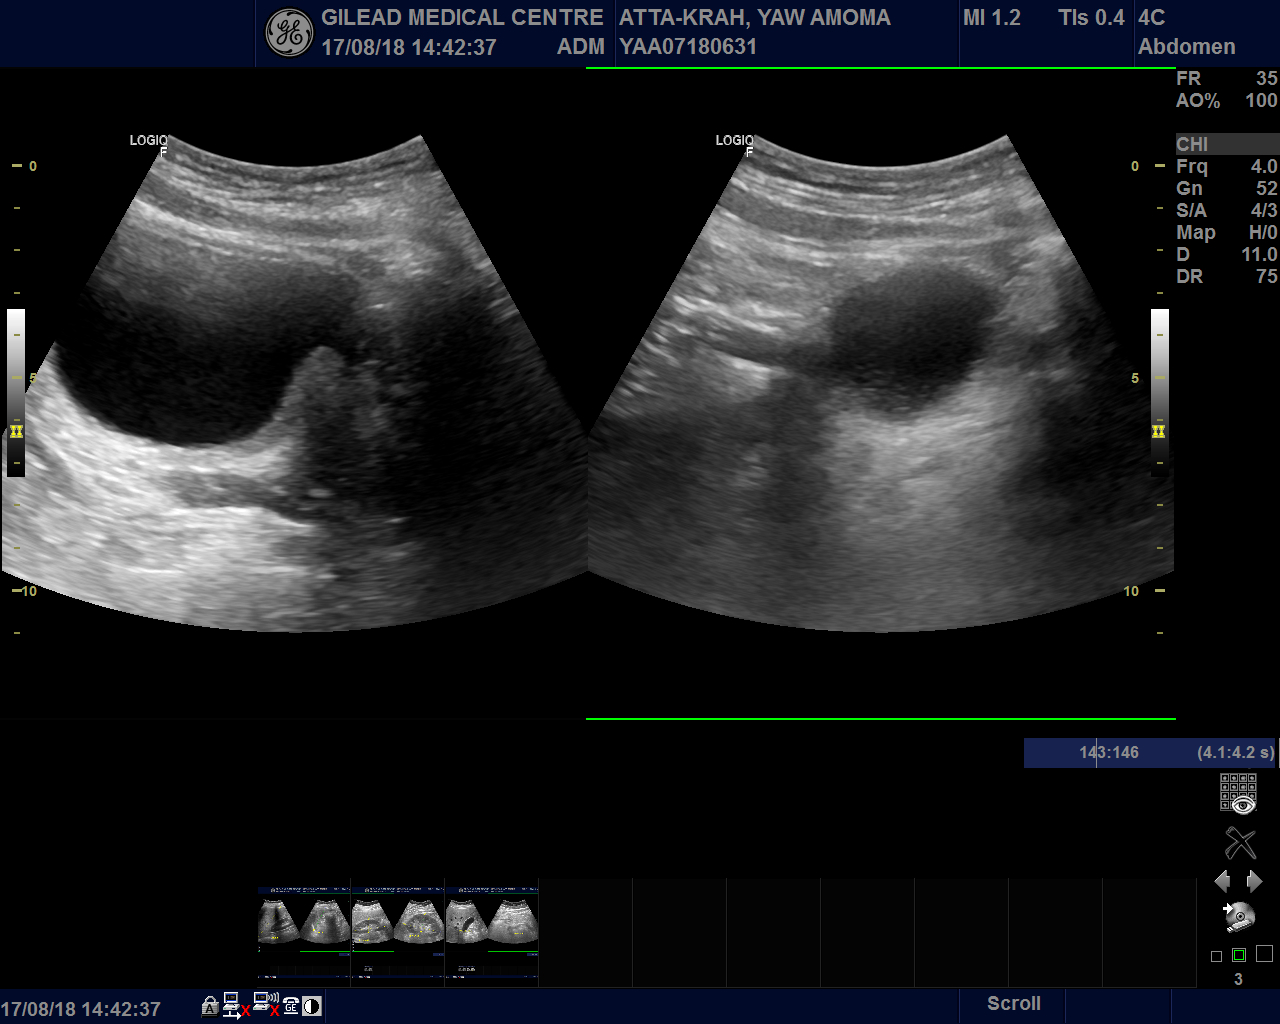 GILEAD MEDICAL CENTRE
17/08/18 14:42:37 ADM
ATTA-KRAH, YAW AMOMA
YAA07180631
MI 1.2 TIs 0.4
4C
Abdomen
FR 35
AO% 100
CHI
Frq 4.0
Gn 52
S/A 4/3
Map H/0
D 11.0
DR 75
LOGIQ
F
0
5
10
LOGIQ
F
0
5
10
143:146 (4.1:4.2 s)
3
17/08/18 14:42:37
A
GE
Scroll